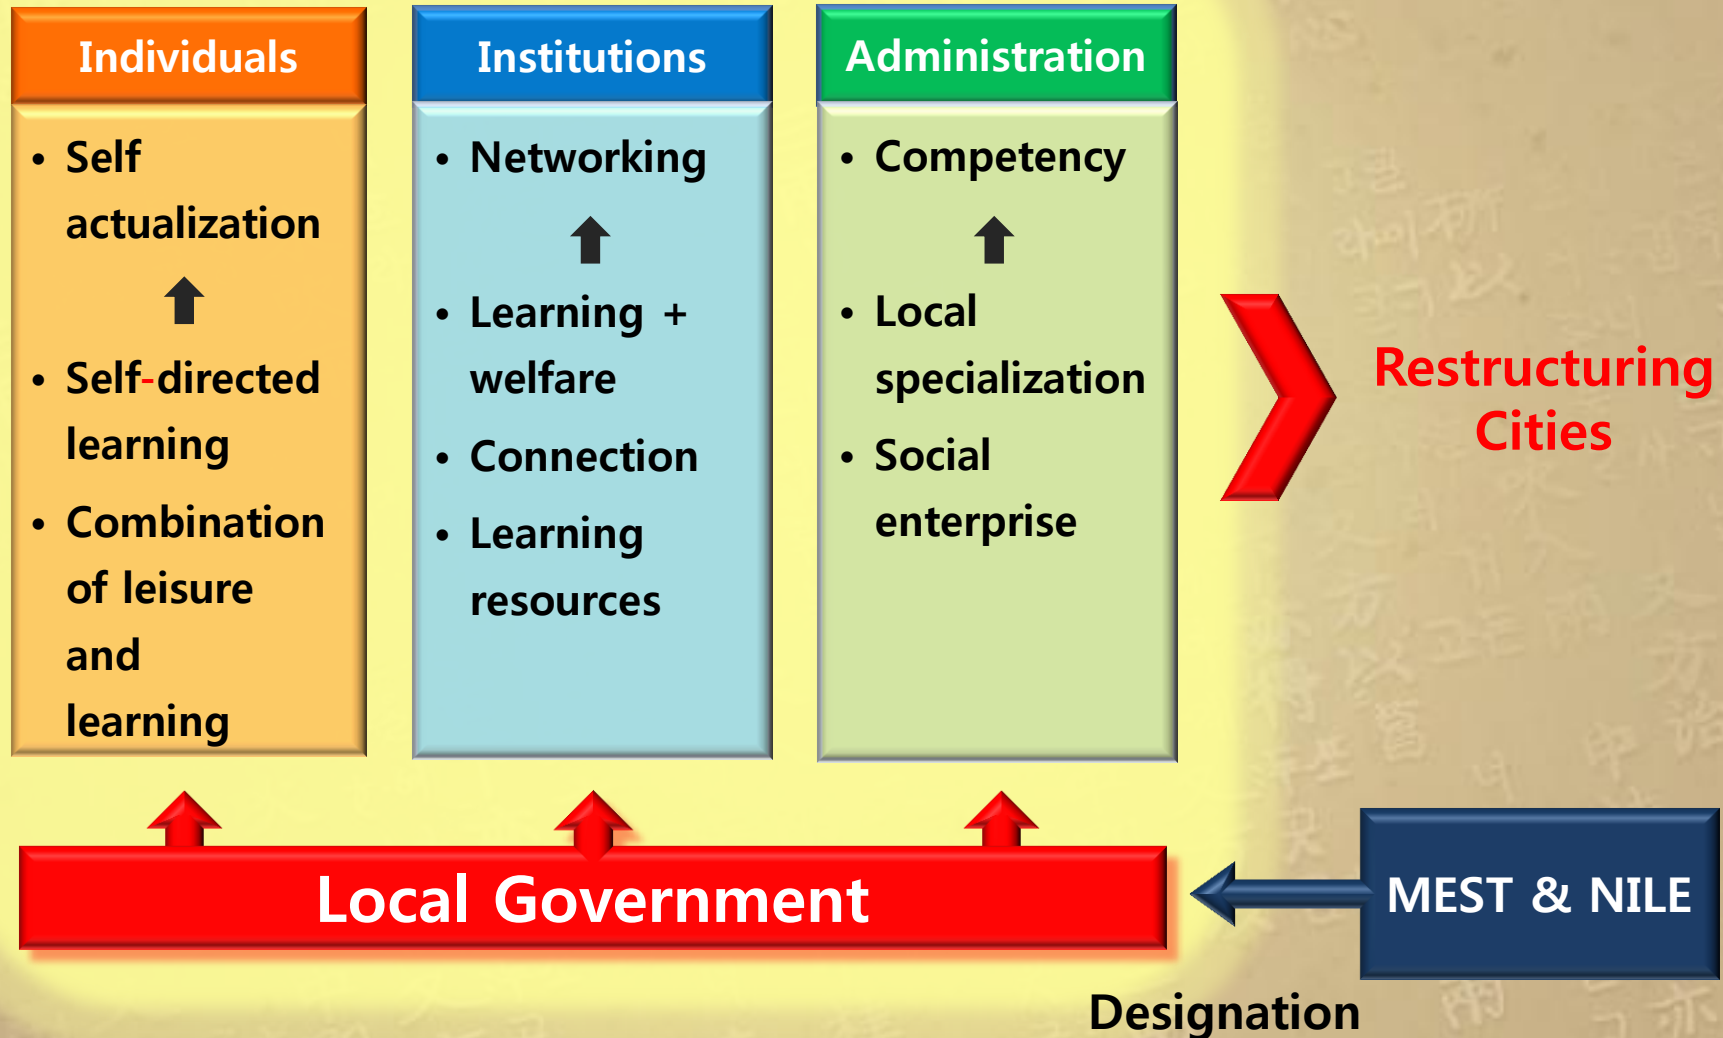 Individuals
• Self
actualization
• Self-directed
learning
• Combination
of leisure
and
learning
Institutions
• Networking
• Learning +
welfare
• Connection
• Learning
resources
Administration
• Competency
• Local
specialization
• Social
enterprise
Restructuring
Cities
Local Government
MEST & NILE
Designation